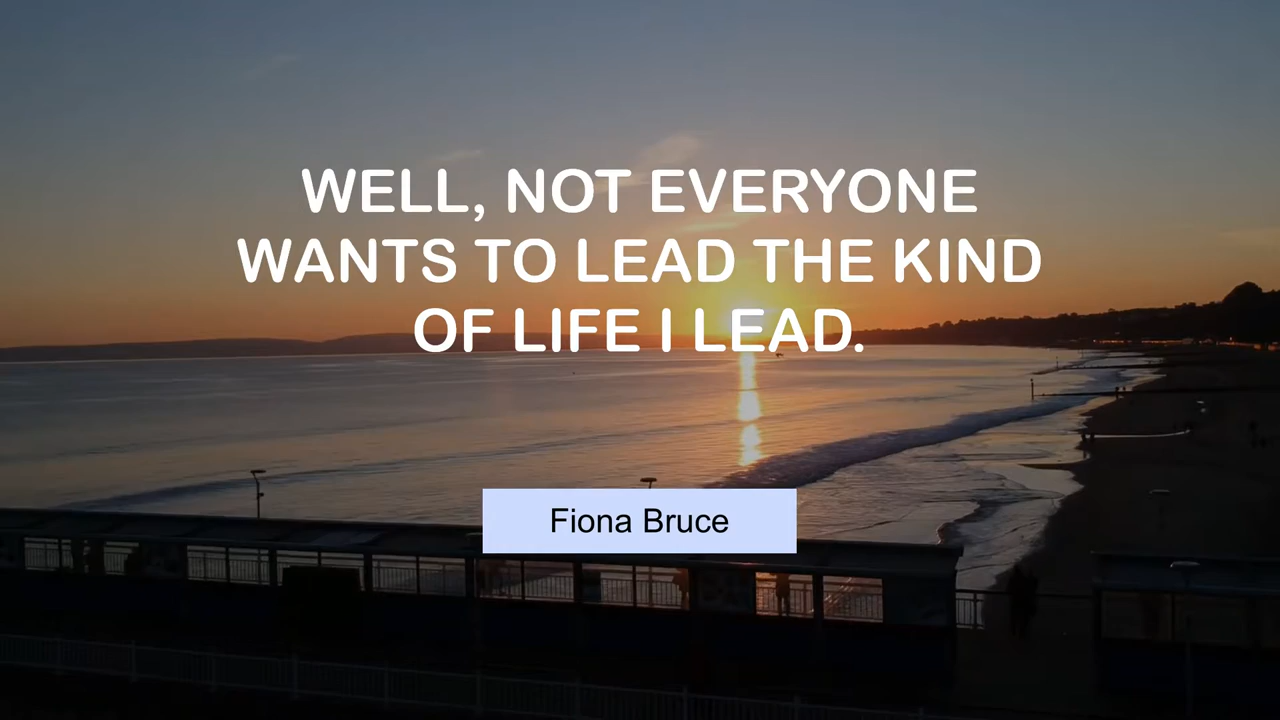 WELL, NOT EVERYONE
WANTS TO LEAD THE KIND
OF LIFE I LEAD.
Fiona Bruce